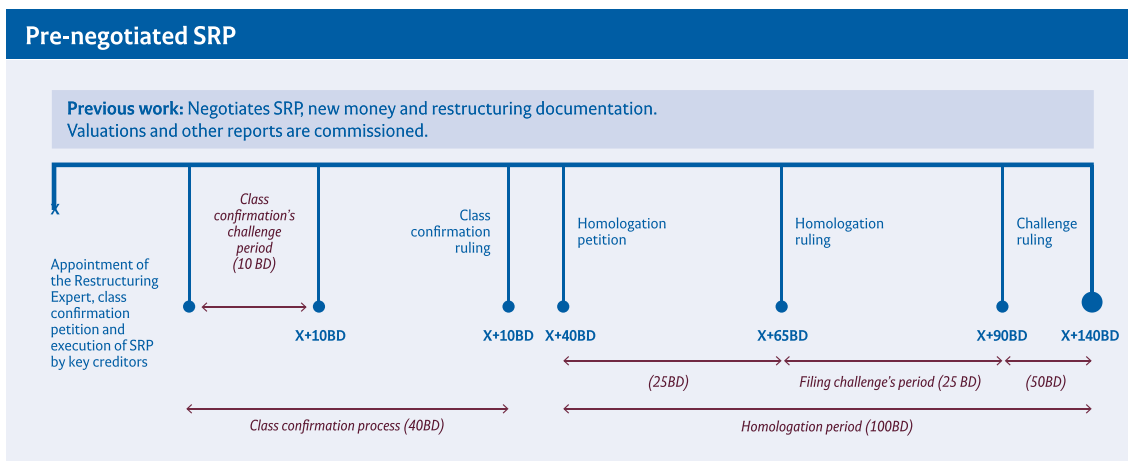 Pre-negotiated SRP
Previous work: Negotiates SRP, new money and restructuring documentation.
Valuations and other reports are commissioned.
X
Appointment of
the Restructuring
Expert, class
confirmation
petition and
execution of SRP
by key creditors
Class
confirmation's
challenge
period
(10 BD)
X+10BD
Class
confirmation
ruling
X+10BD
Homologation
petition
X+40BD
Homologation
ruling
X+65BD
X+90BD
Challenge
ruling
X+140BD
(25BD)
Filing challenge's period (25 BD)
(50BD)
Class confirmation process (40BD)
Homologation period (100BD)